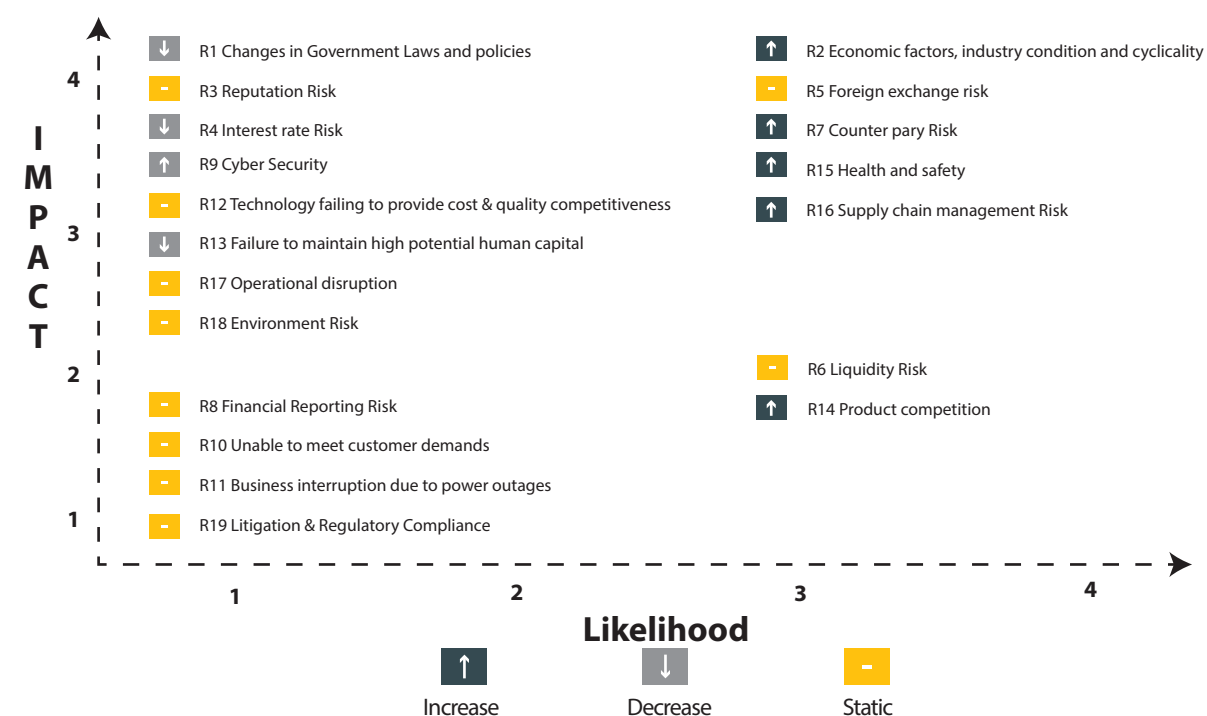 ↓ R1 Changes in Government Laws and policies
- R3 Reputation Risk
↓ R4 Interest rate Risk
↑ R9 Cyber Security
- R12 Technology failing to provide cost & quality competitiveness
↓ R13 Failure to maintain high potential human capital
- R17 Operational disruption
- R18 Environment Risk
- R8 Financial Reporting Risk
- R10 Unable to meet customer demands
- R11 Business interruption due to power outages
- R19 Litigation & Regulatory Compliance
↑ R2 Economic factors, industry condition and cyclicality
- R5 Foreign exchange risk
↑ R7 Counter pary Risk
↑ R15 Health and safety
↑ R16 Supply chain management Risk
- R6 Liquidity Risk
↑ R14 Product competition
IMPACT
4
3
2
1
1 2 3 4
Likelihood
↑ ↓ -
Increase Decrease Static